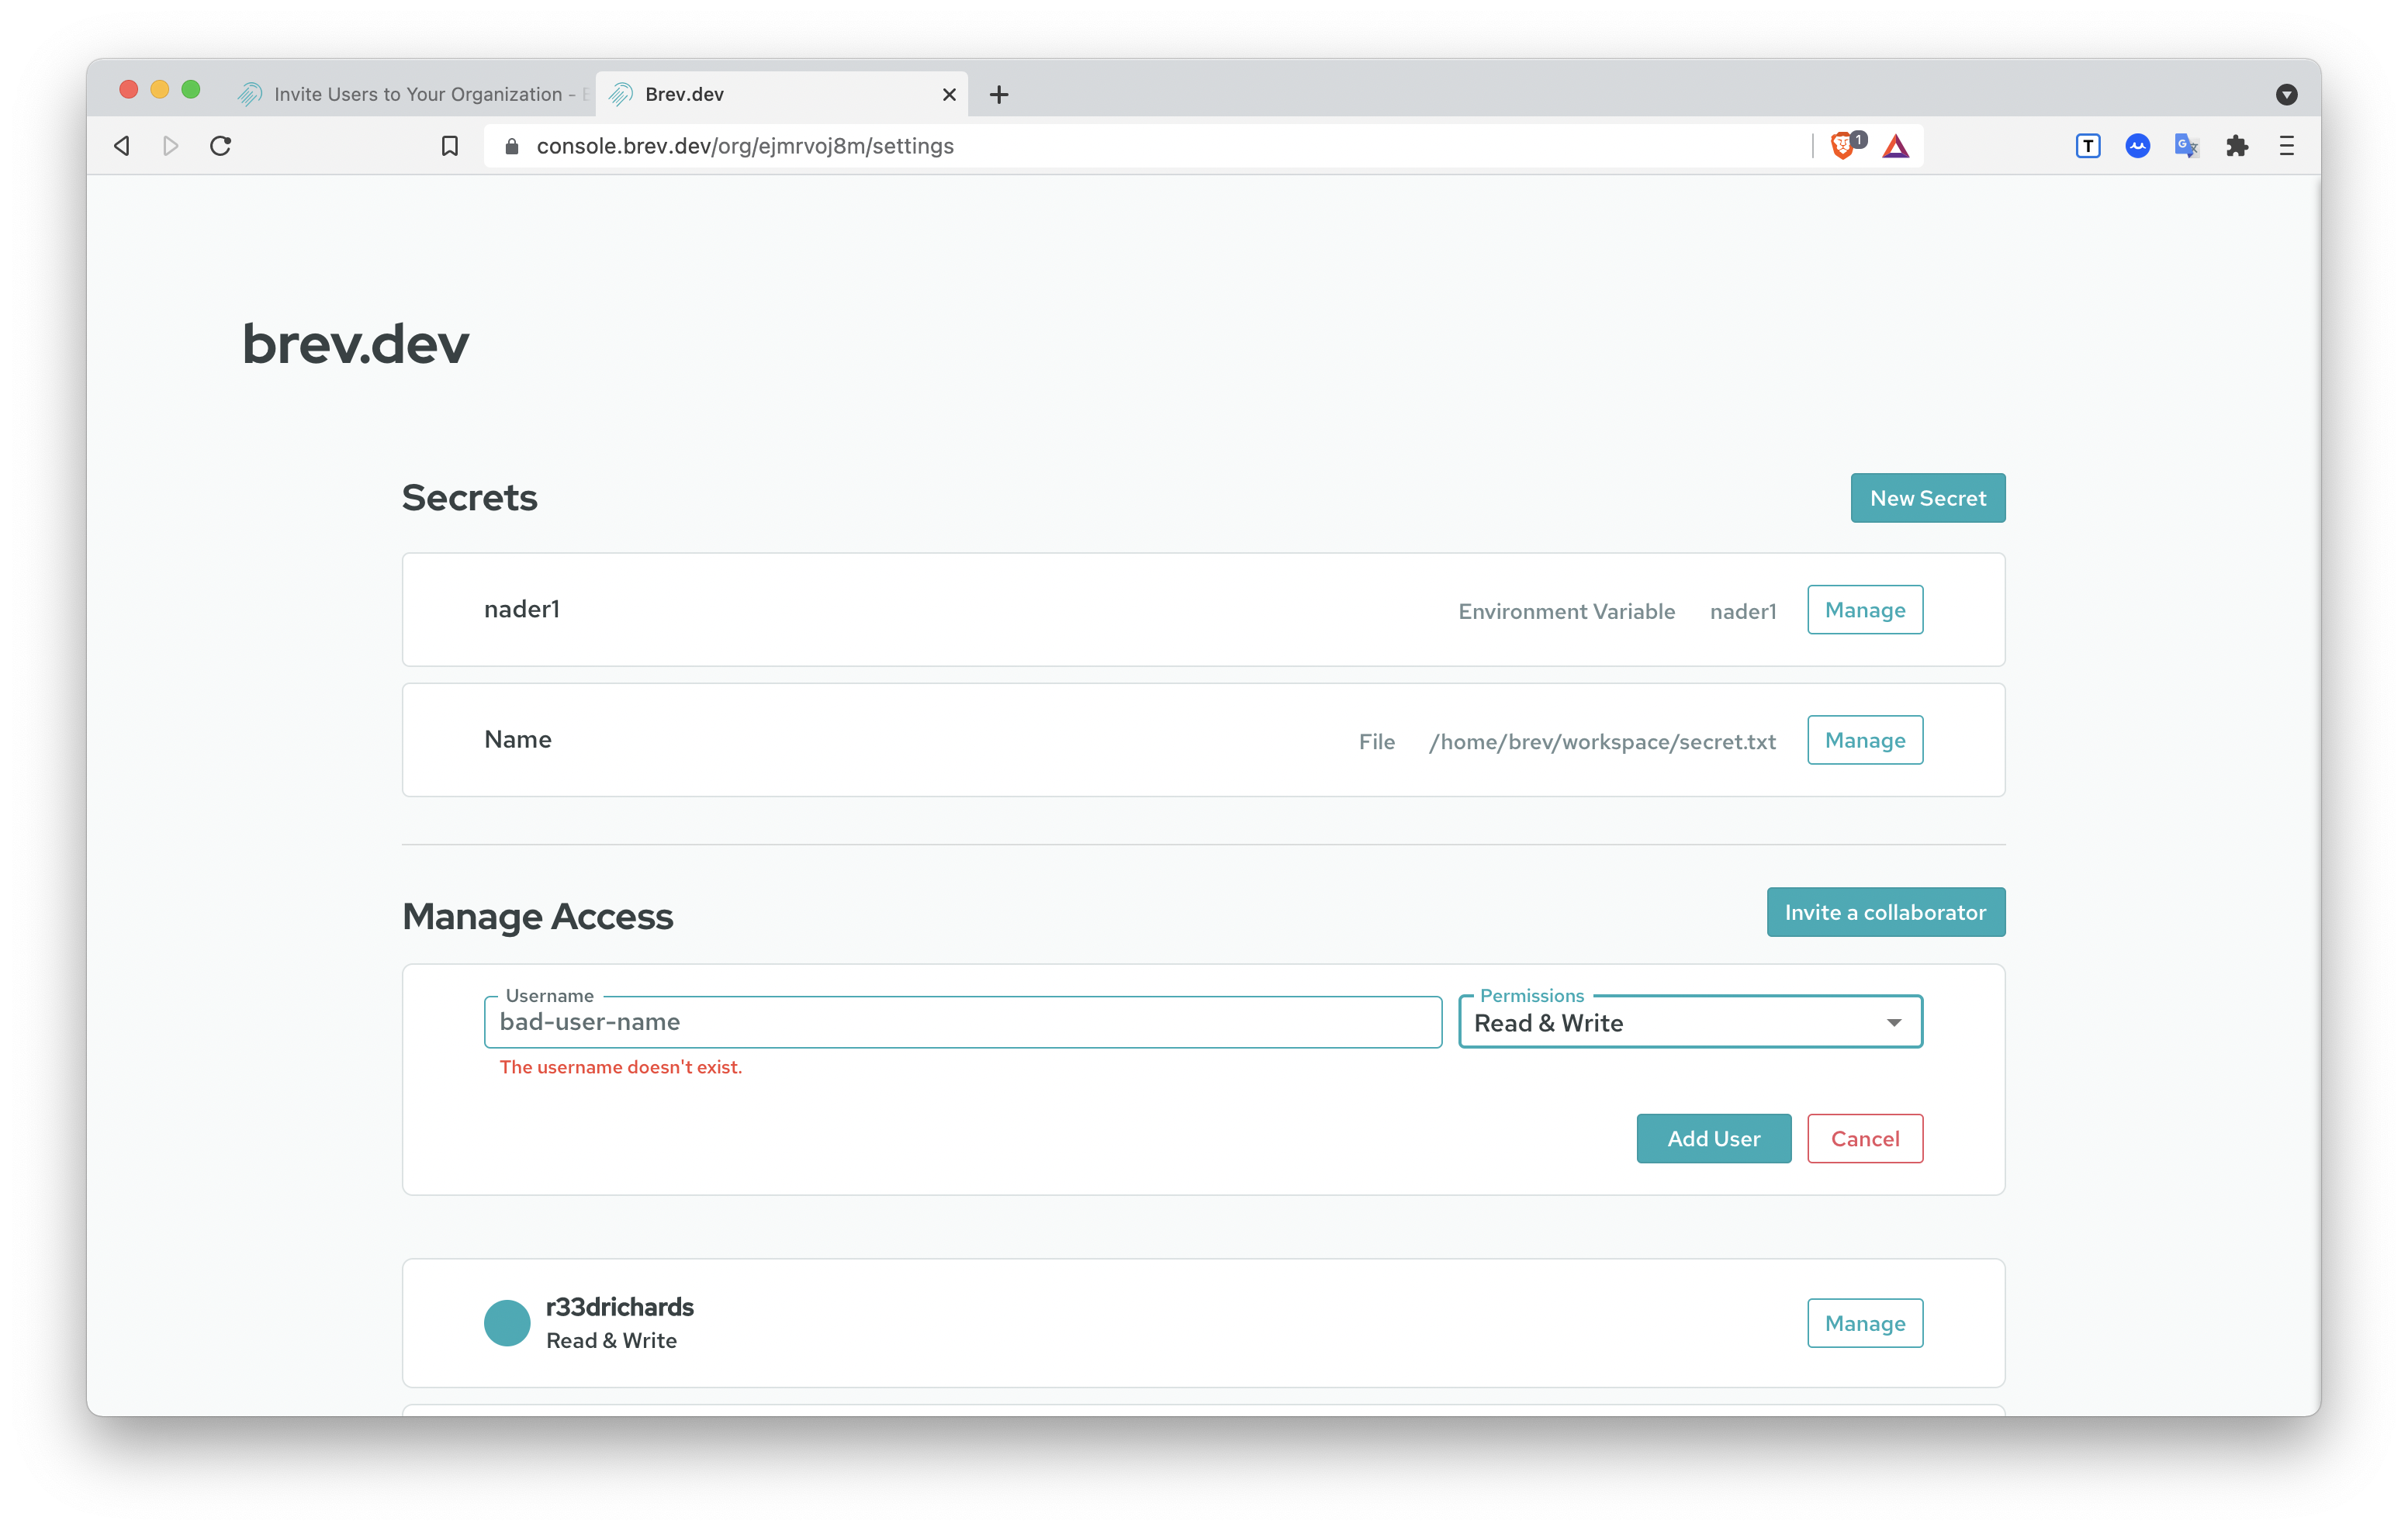 Invite Users to Your Organization -
Brev.dev
console.brev.dev/org/ejmrvoj8m/settings
1
T
G
brev.dev
Secrets
New Secret
nader1
Environment Variable
nader1
Manage
Name
File
/home/brev/workspace/secret.txt
Manage
Manage Access
Invite a collaborator
Username
bad-user-name
Permissions
Read & Write
The username doesn't exist.
Add User
Cancel
r33drichards
Read & Write
Manage